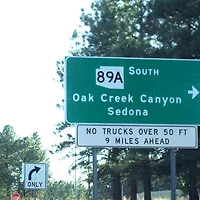 89A SOUTH
Oak Creek Canyon
Sedona
NO TRUCKS OVER 50 FT
9 MILES AHEAD
ONLY